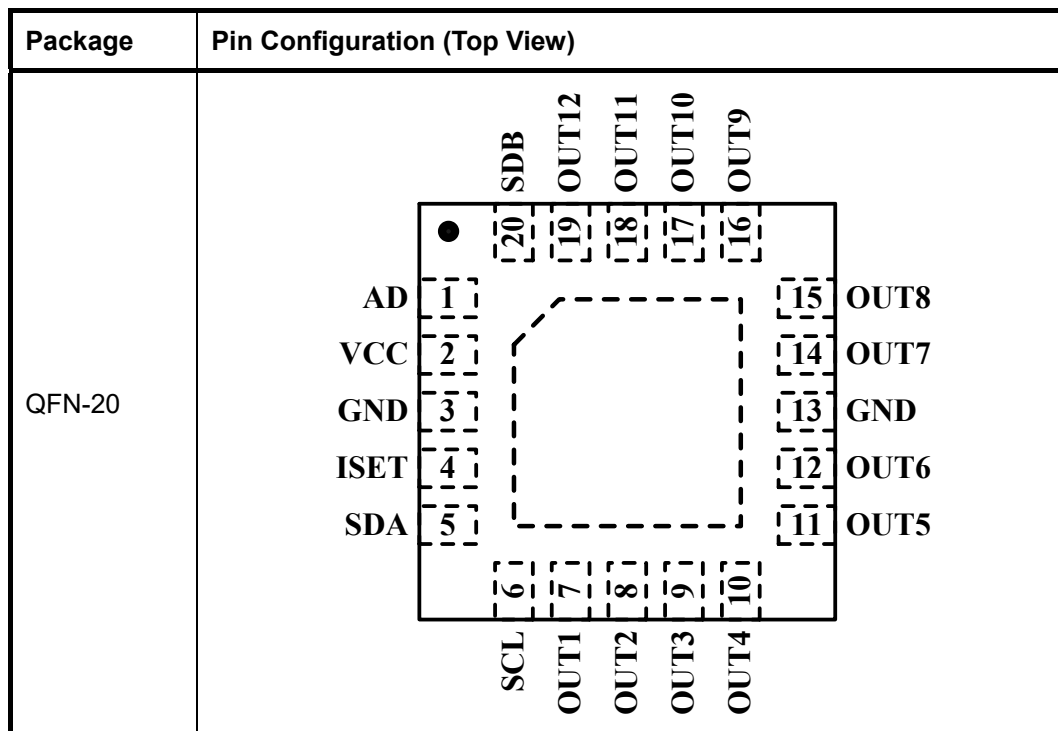 Package Pin Configuration (Top View)
QFN-20
SDB
OUT12
OUT11
OUT10
OUT9
20
19
18
17
16
AD 1
VCC 2
GND 3
ISET 4
SDA 5
15 OUT8
14 OUT7
13 GND
12 OUT6
11 OUT5
6
7
8
9
10
SCL
OUT1
OUT2
OUT3
OUT4